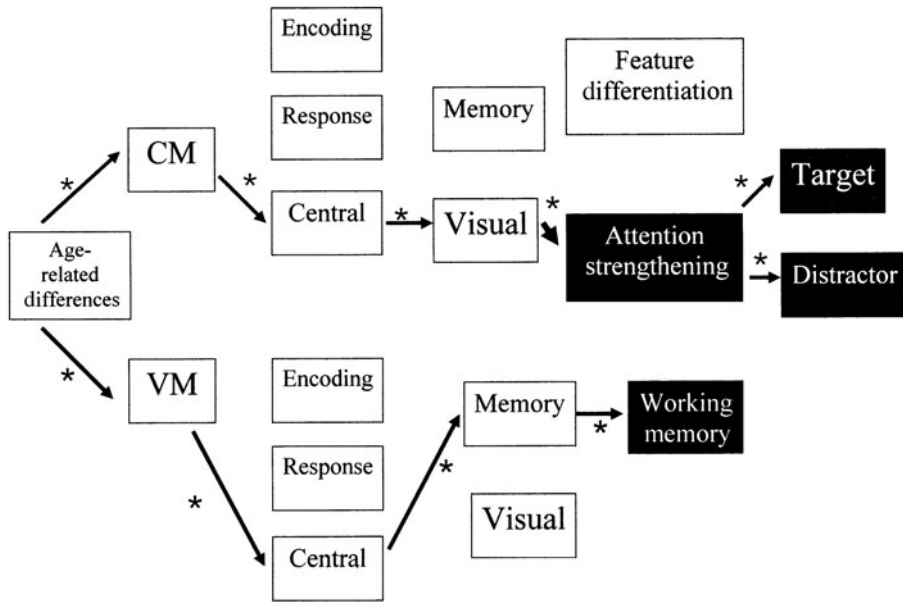 Encoding
Feature
differentiation
Response
Memory
CM
*
*
Central
*
Visual
*
Attention
strengthening
*
Target
*
Distractor
Age-
related
differences
*
VM
*
Encoding
Response
Central
*
Memory
*
Working
memory
Visual